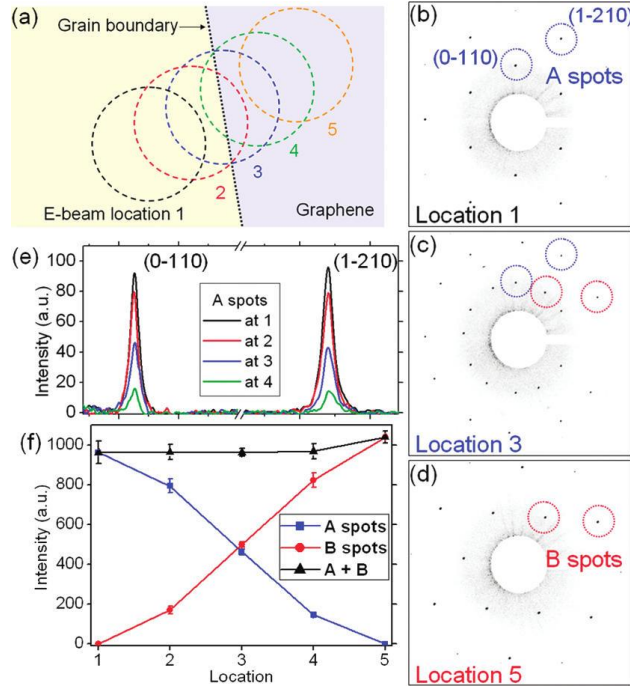 (a)
Grain boundary
2
3
4
5
E-beam location 1
Graphene
(b)
(1-210)
(0-110)
A spots
Location 1
(c)
Location 3
(d)
B spots
Location 5
(e)
(0-110)
(1-210)
A spots
at 1
at 2
at 3
at 4
Intensity (a.u.)
100
80
60
40
20
0
(f)
Intensity (a.u.)
1000
800
600
400
200
0
A spots
B spots
A + B
1
2
3
4
5
Location